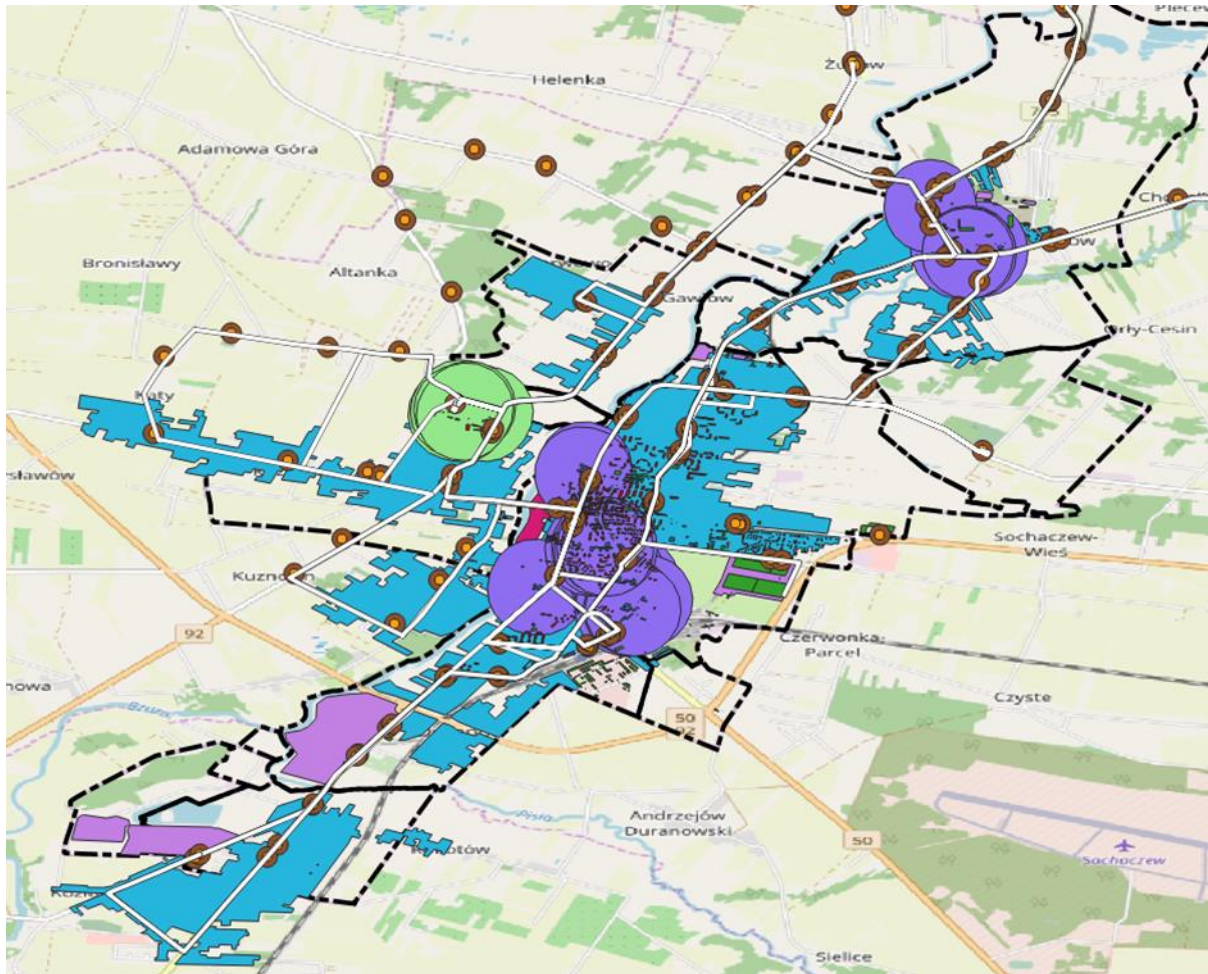 Helenka
Adamowa Góra
Bronisławy
Altanka
Gawłów
Orły-Cesin
Kąty
Sochaczew-
Wieś
92
Czerwonka-
Parcel
Czyste
50
92
Bzura
Pisia
Andrzejów
Duranowski
50
Sochaczew
Sielice